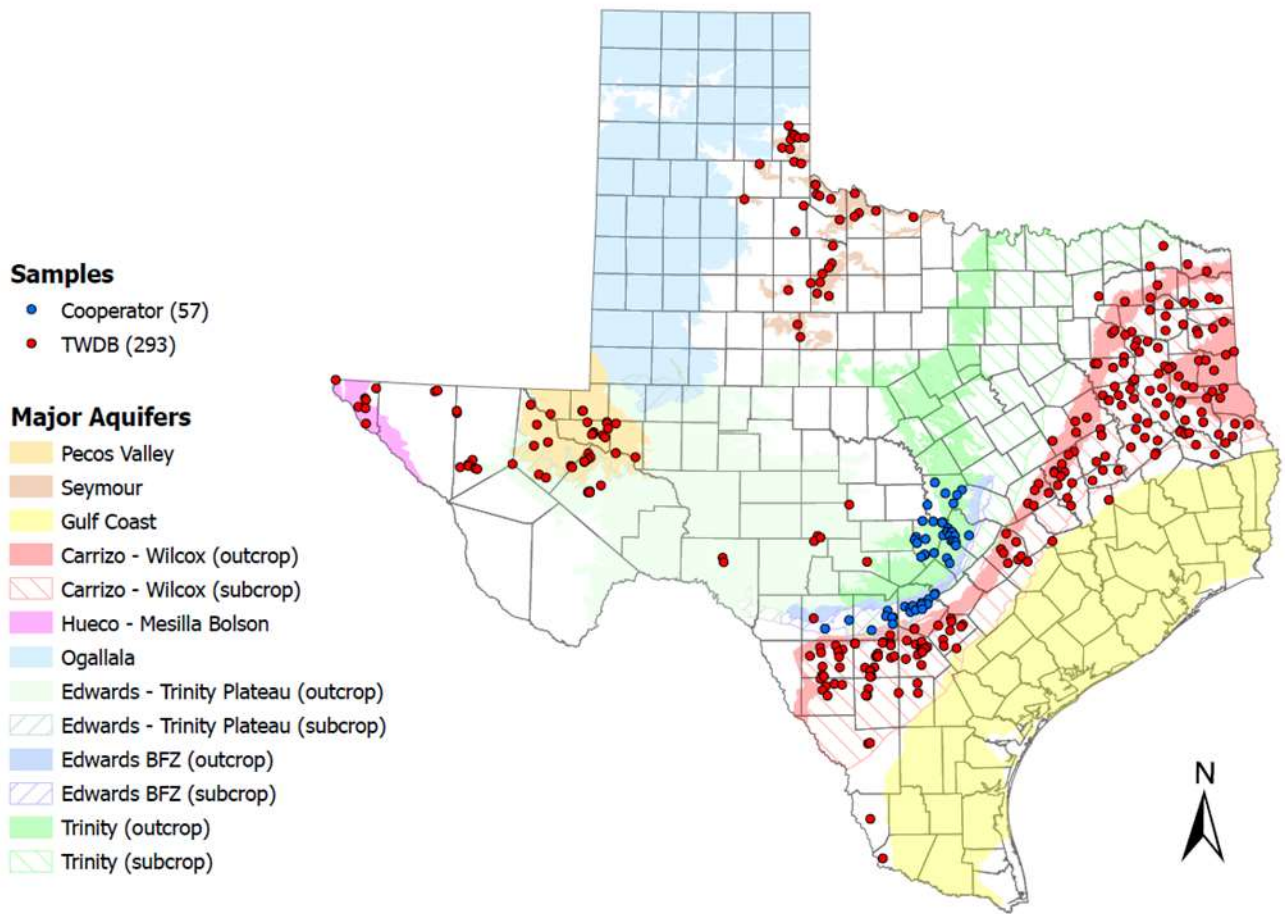 Samples
Cooperator (57)
TWDB (293)
Major Aquifers
Pecos Valley
Seymour
Gulf Coast
Carrizo - Wilcox (outcrop)
Carrizo - Wilcox (subcrop)
Hueco - Mesilla Bolson
Ogallala
Edwards - Trinity Plateau (outcrop)
Edwards - Trinity Plateau (subcrop)
Edwards BFZ (outcrop)
Edwards BFZ (subcrop)
Trinity (outcrop)
Trinity (subcrop)
N